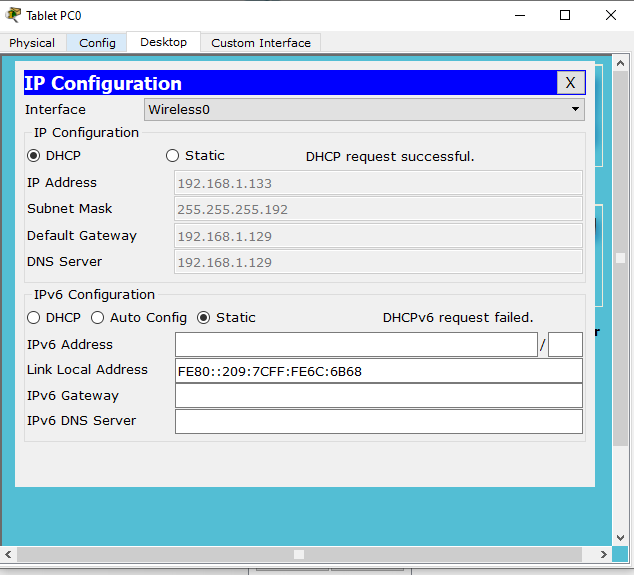 Tablet PC0
Physical Config Desktop Custom Interface
IP Configuration X
Interface Wireless0
IP Configuration
DHCP Static DHCP request successful.
IP Address 192.168.1.133
Subnet Mask 255.255.255.192
Default Gateway 192.168.1.129
DNS Server 192.168.1.129
IPv6 Configuration
DHCP Auto Config Static DHCPv6 request failed.
IPv6 Address /
Link Local Address FE80::209:7CFF:FE6C:6B68
IPv6 Gateway
IPv6 DNS Server